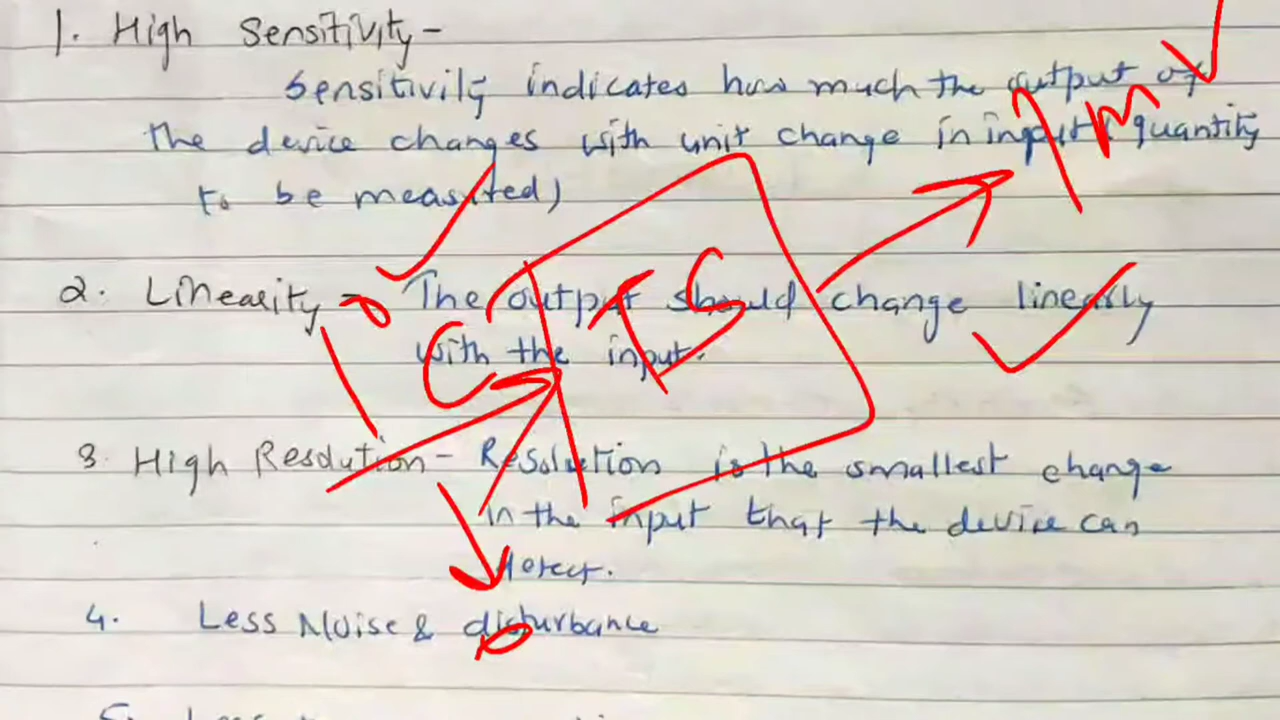 1. High Sensitivity -
Sensitivity indicates how much the output of
the device changes with unit change in input (quantity
to be measured)
2. Linearity → The output should change linearly
with the input.
3. High Resolution - Resolution is the smallest change
in the input that the device can
detect.
4. Less Noise & disturbance
5. Less